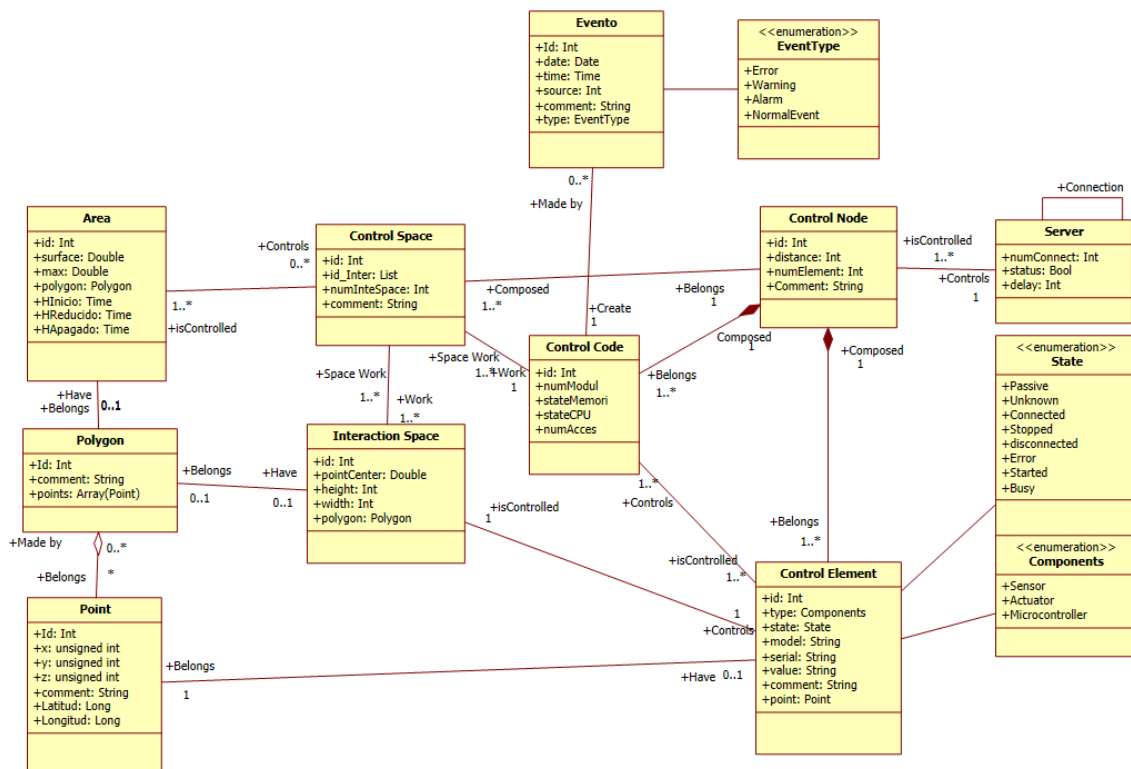 Evento
+Id: Int
+date: Date
+time: Time
+source: Int
+comment: String
+type: EventType
<<enumeration>>
EventType
+Error
+Warning
+Alarm
+NormalEvent
0..*
+Made by
+Connection
Area
+id: Int
+surface: Double
+max: Double
+polygon: Polygon
+HInicio: Time
+HReducido: Time
+HApagado: Time
+Controls
0..*
1..*
+isControlled
Control Space
+id: Int
+id_Inter: List
+numInteSpace: Int
+comment: String
+Composed
1..*
+Belongs
1
Control Node
+id: Int
+distance: Int
+numElement: Int
+Comment: String
+isControlled
1..*
+Controls
1
Server
+numConnect: Int
+status: Bool
+delay: Int
+Create
1
Composed
1
+Composed
1
+Space Work
1..*
+Work
1
Control Code
+id: Int
+numModul
+stateMemori
+stateCPU
+numAcces
+Belongs
1..*
<<enumeration>>
State
+Passive
+Unknown
+Connected
+Stopped
+disconnected
+Error
+Started
+Busy
+Space Work
1..*
+Work
1..*
+Have
+Belongs
0..1
Polygon
+Id: Int
+comment: String
+points: Array(Point)
+Belongs
0..1
+Have
0..1
Interaction Space
+id: Int
+pointCenter: Double
+height: Int
+width: Int
+polygon: Polygon
+isControlled
1
1..*
+Controls
+Belongs
1..*
<<enumeration>>
Components
+Sensor
+Actuator
+Microcontroller
+Made by
0..*
+Belongs
*
+isControlled
1..*
1
+Controls
Control Element
+id: Int
+type: Components
+state: State
+model: String
+serial: String
+value: String
+comment: String
+point: Point
Point
+Id: Int
+x: unsigned int
+y: unsigned int
+z: unsigned int
+comment: String
+Latitud: Long
+Longitud: Long
+Belongs
1
+Have
0..1